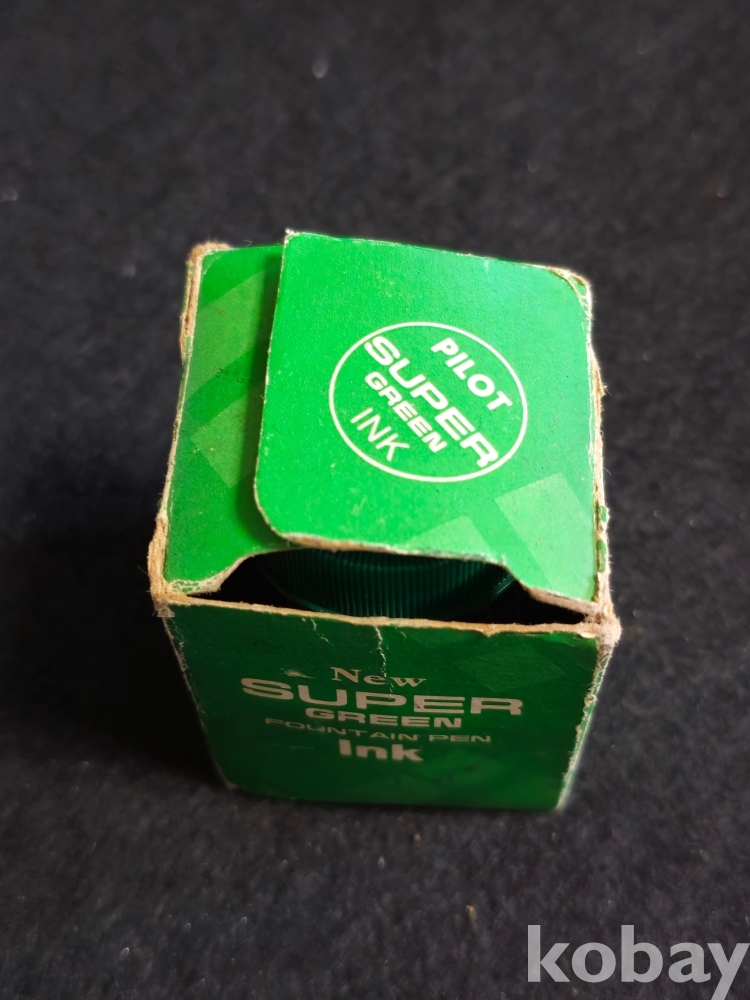 PILOT
SUPER
GREEN
INK
New
SUPER
GREEN
FOUNTAIN PEN
Ink
kobay